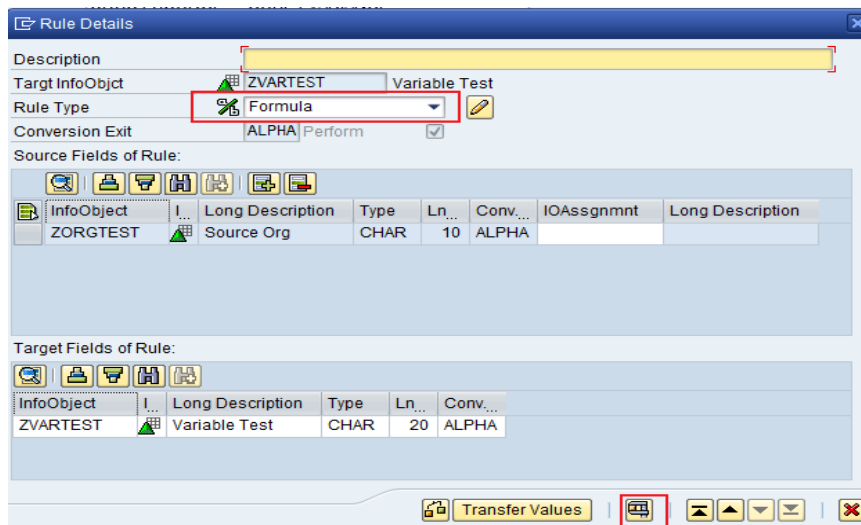 Rule Details
Description
Targt InfoObjct ZVARTEST Variable Test
Rule Type Formula
Conversion Exit ALPHA Perform
Source Fields of Rule:
InfoObject I... Long Description Type Ln... Conv... IOAssgnmnt Long Description
ZORGTEST Source Org CHAR 10 ALPHA
Target Fields of Rule:
InfoObject I... Long Description Type Ln... Conv...
ZVARTEST Variable Test CHAR 20 ALPHA
Transfer Values